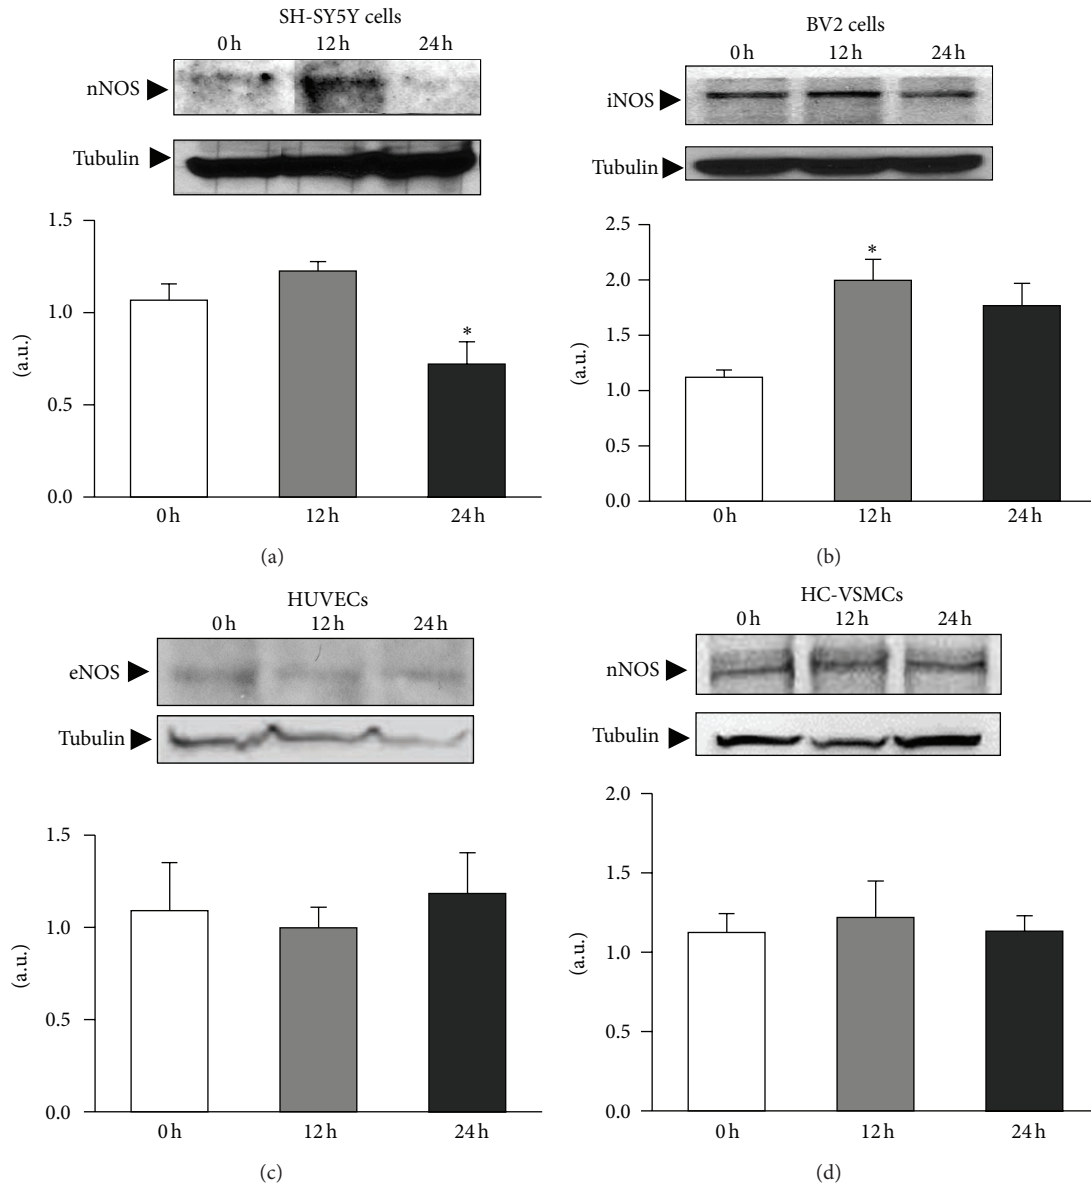 SH-SY5Y cells
0 h 12 h 24 h
nNOS
Tubulin
1.5
1.0
0.5
0.0
(a.u.)
*
0 h 12 h 24 h
(a)
BV2 cells
0 h 12 h 24 h
iNOS
Tubulin
2.5
2.0
1.5
1.0
0.5
0.0
(a.u.)
*
0 h 12 h 24 h
(b)
HUVECs
0 h 12 h 24 h
eNOS
Tubulin
1.5
1.0
0.5
0.0
(a.u.)
0 h 12 h 24 h
(c)
HC-VSMCs
0 h 12 h 24 h
nNOS
Tubulin
2.0
1.5
1.0
0.5
0.0
(a.u.)
0 h 12 h 24 h
(d)